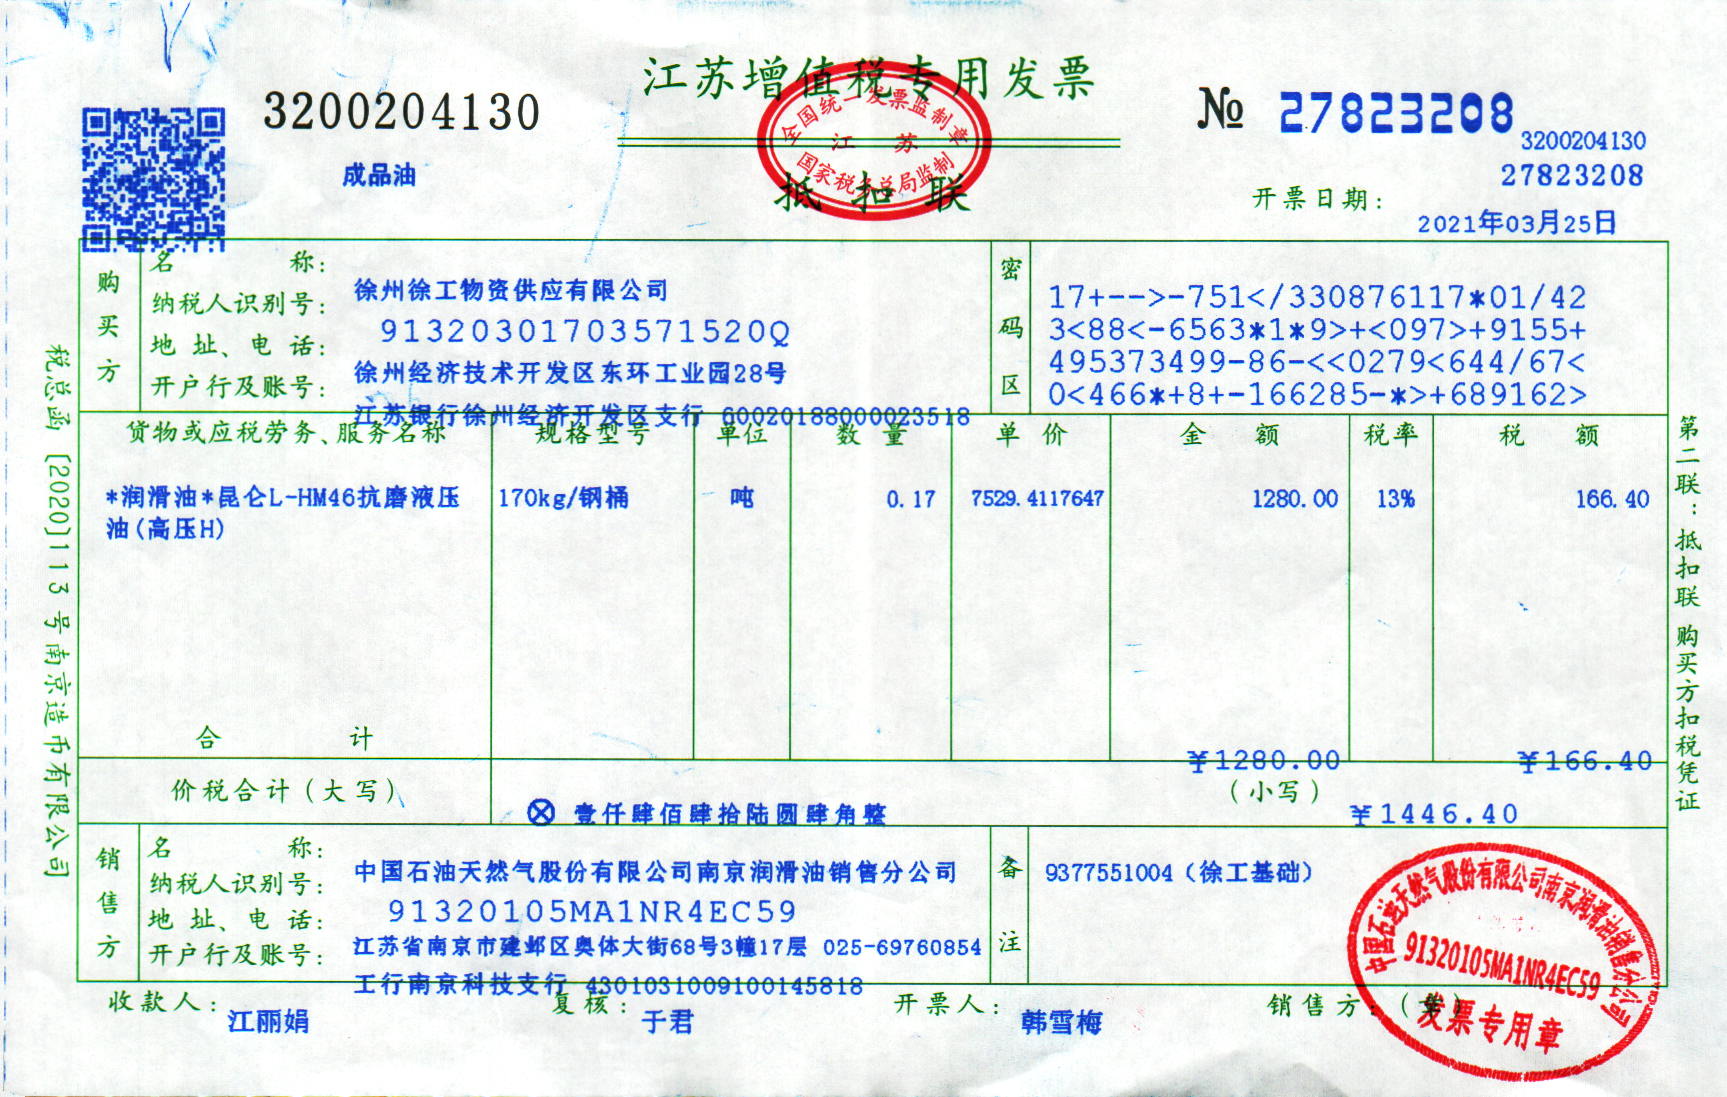 江苏增值税专用发票
3200204130
№ 27823208
3200204130
27823208
成品油
全国统一发票监制章
江苏
国家税务总局监制
抵扣联
开票日期：
2021年03月25日
购买方
名称：
徐州徐工物资供应有限公司
纳税人识别号：
91320301703571520Q
地址、电话：
徐州经济技术开发区东环工业园28号
开户行及账号：
江苏银行徐州经济开发区支行 60020188000023518
密码区
17+-->-751</330876117*01/42
3<88<-6563*1*9>+<097>+9155+
495373499-86-<<0279<644/67<
0<466*+8+-166285-*>+689162>
货物或应税劳务、服务名称 规格型号 单位 数量 单价 金额 税率 税额
*润滑油*昆仑L-HM46抗磨液压 170kg/钢桶 吨 0.17 7529.4117647 1280.00 13% 166.40
油(高压H)
合计 ¥1280.00 ¥166.40
价税合计（大写） ⊗ 壹仟肆佰肆拾陆圆肆角整 （小写） ¥1446.40
销售方
名称：
中国石油天然气股份有限公司南京润滑油销售分公司
纳税人识别号：
91320105MA1NR4EC59
地址、电话：
江苏省南京市建邺区奥体大街68号3幢17层 025-69760854
开户行及账号：
工行南京科技支行 4301031009100145818
备注
9377551004（徐工基础）
收款人： 江丽娟 复核： 于君 开票人： 韩雪梅 销售方：（章）
中国石油天然气股份有限公司南京润滑油销售分公司
91320105MA1NR4EC59
发票专用章
税总函〔2020〕113号南京造币有限公司
第二联：抵扣联 购买方扣税凭证